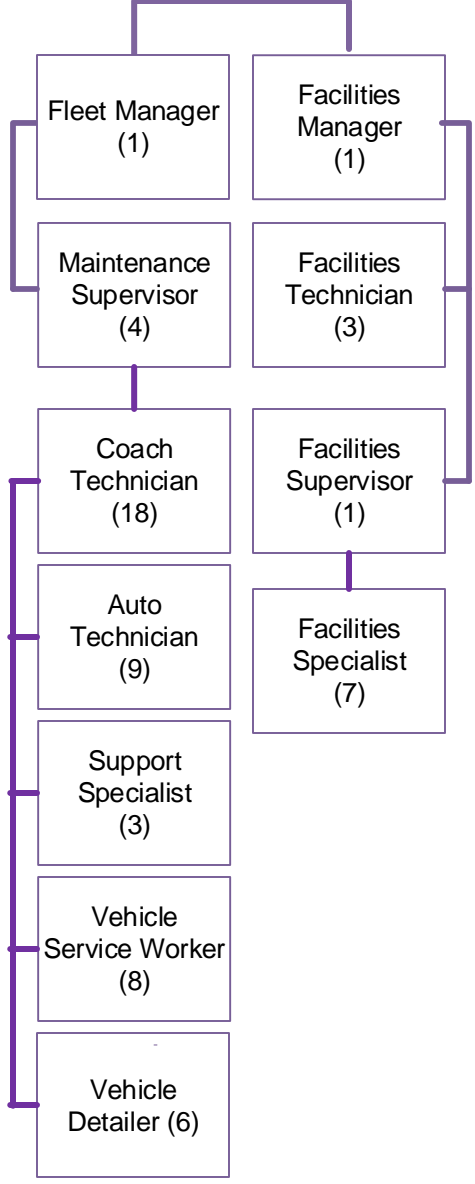 Fleet Manager
(1)
Facilities
Manager
(1)
Maintenance
Supervisor
(4)
Facilities
Technician
(3)
Coach
Technician
(18)
Facilities
Supervisor
(1)
Auto
Technician
(9)
Facilities
Specialist
(7)
Support
Specialist
(3)
Vehicle
Service Worker
(8)
Vehicle
Detailer (6)